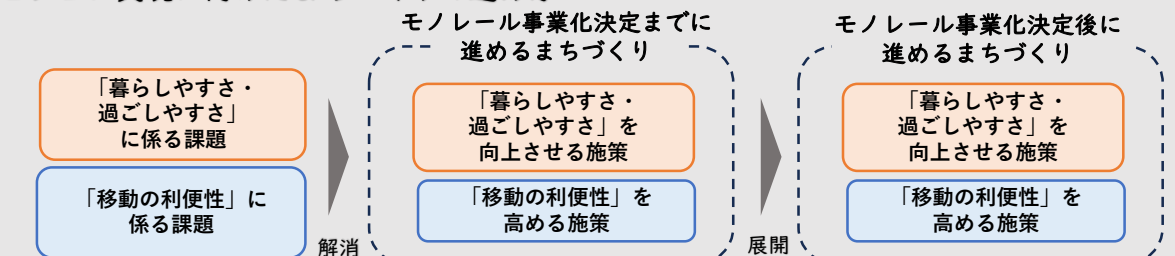 「暮らしやすさ・
過ごしやすさ」
に係る課題
「移動の利便性」に
係る課題
解消
モノレール事業化決定までに
進めるまちづくり
「暮らしやすさ・
過ごしやすさ」を
向上させる施策
「移動の利便性」を
高める施策
展開
モノレール事業化決定後に
進めるまちづくり
「暮らしやすさ・
過ごしやすさ」を
向上させる施策
「移動の利便性」を
高める施策